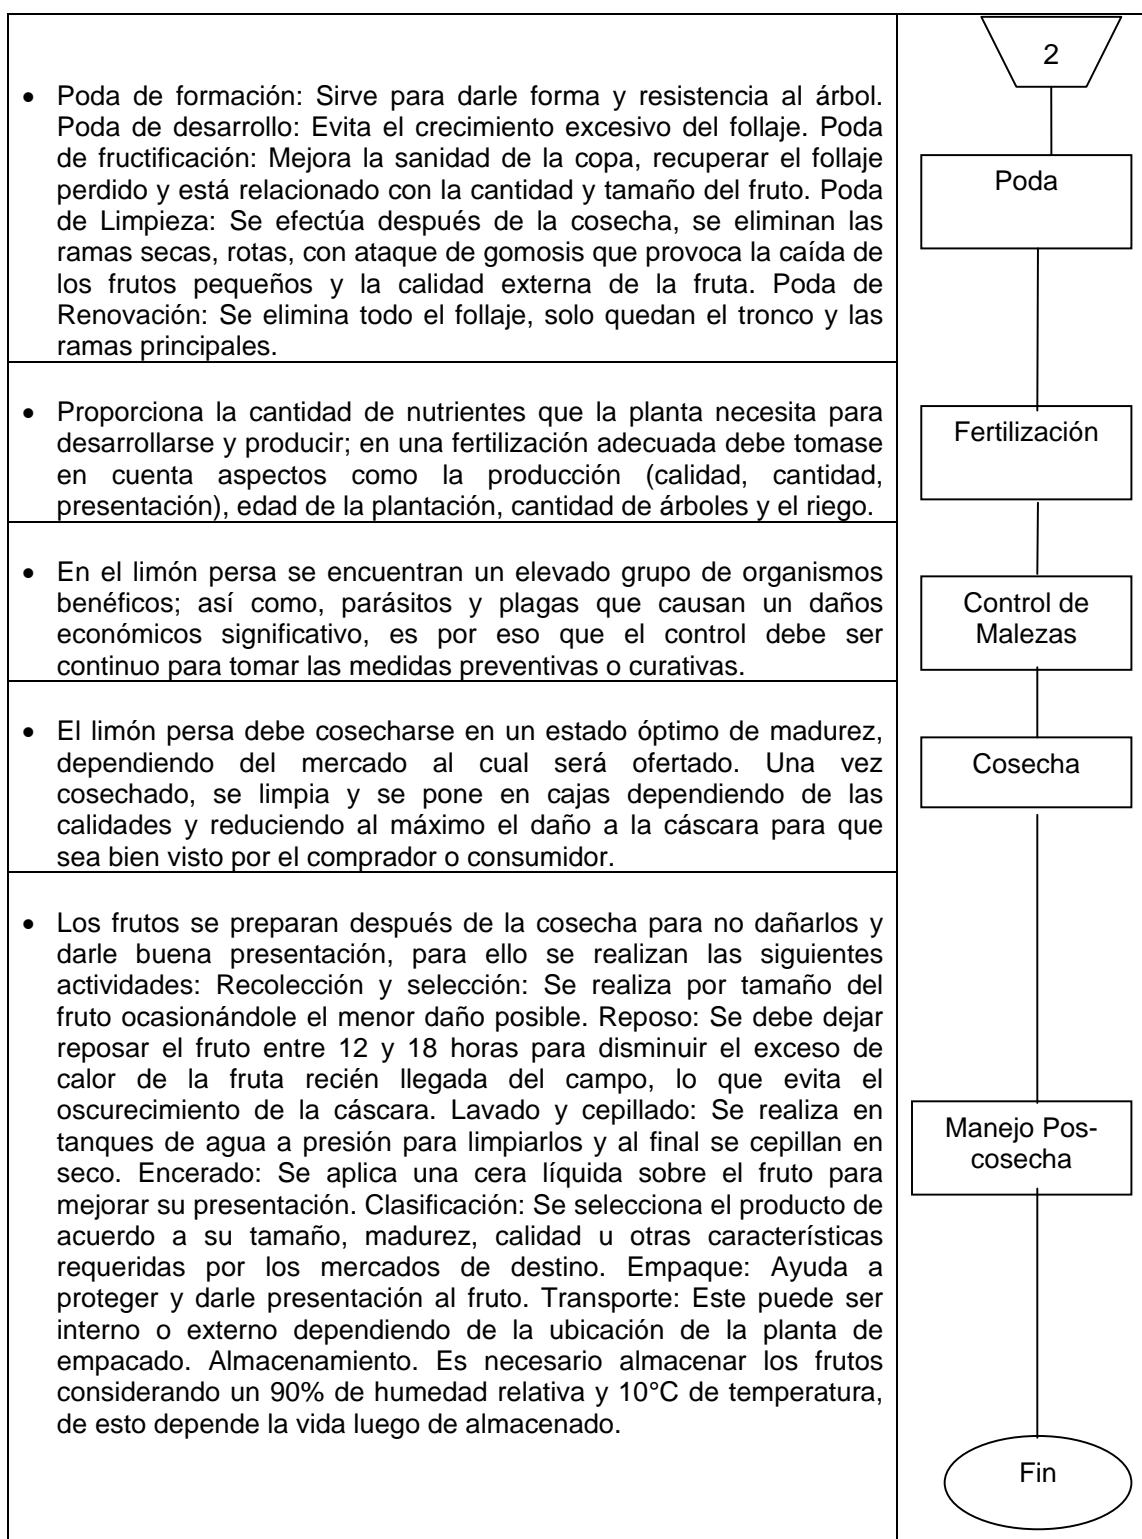 2
• Poda de formación: Sirve para darle forma y resistencia al árbol.
Poda de desarrollo: Evita el crecimiento excesivo del follaje. Poda
de fructificación: Mejora la sanidad de la copa, recuperar el follaje
perdido y está relacionado con la cantidad y tamaño del fruto. Poda
de Limpieza: Se efectúa después de la cosecha, se eliminan las
ramas secas, rotas, con ataque de gomosis que provoca la caída de
los frutos pequeños y la calidad externa de la fruta. Poda de
Renovación: Se elimina todo el follaje, solo quedan el tronco y las
ramas principales.
Poda
• Proporciona la cantidad de nutrientes que la planta necesita para
desarrollarse y producir; en una fertilización adecuada debe tomase
en cuenta aspectos como la producción (calidad, cantidad,
presentación), edad de la plantación, cantidad de árboles y el riego.
Fertilización
• En el limón persa se encuentran un elevado grupo de organismos
benéficos; así como, parásitos y plagas que causan un daños
económicos significativo, es por eso que el control debe ser
continuo para tomar las medidas preventivas o curativas.
Control de
Malezas
• El limón persa debe cosecharse en un estado óptimo de madurez,
dependiendo del mercado al cual será ofertado. Una vez
cosechado, se limpia y se pone en cajas dependiendo de las
calidades y reduciendo al máximo el daño a la cáscara para que
sea bien visto por el comprador o consumidor.
Cosecha
• Los frutos se preparan después de la cosecha para no dañarlos y
darle buena presentación, para ello se realizan las siguientes
actividades: Recolección y selección: Se realiza por tamaño del
fruto ocasionándole el menor daño posible. Reposo: Se debe dejar
reposar el fruto entre 12 y 18 horas para disminuir el exceso de
calor de la fruta recién llegada del campo, lo que evita el
oscurecimiento de la cáscara. Lavado y cepillado: Se realiza en
tanques de agua a presión para limpiarlos y al final se cepillan en
seco. Encerado: Se aplica una cera líquida sobre el fruto para
mejorar su presentación. Clasificación: Se selecciona el producto de
acuerdo a su tamaño, madurez, calidad u otras características
requeridas por los mercados de destino. Empaque: Ayuda a
proteger y darle presentación al fruto. Transporte: Este puede ser
interno o externo dependiendo de la ubicación de la planta de
empacado. Almacenamiento. Es necesario almacenar los frutos
considerando un 90% de humedad relativa y 10°C de temperatura,
de esto depende la vida luego de almacenado.
Manejo Pos-
cosecha
Fin